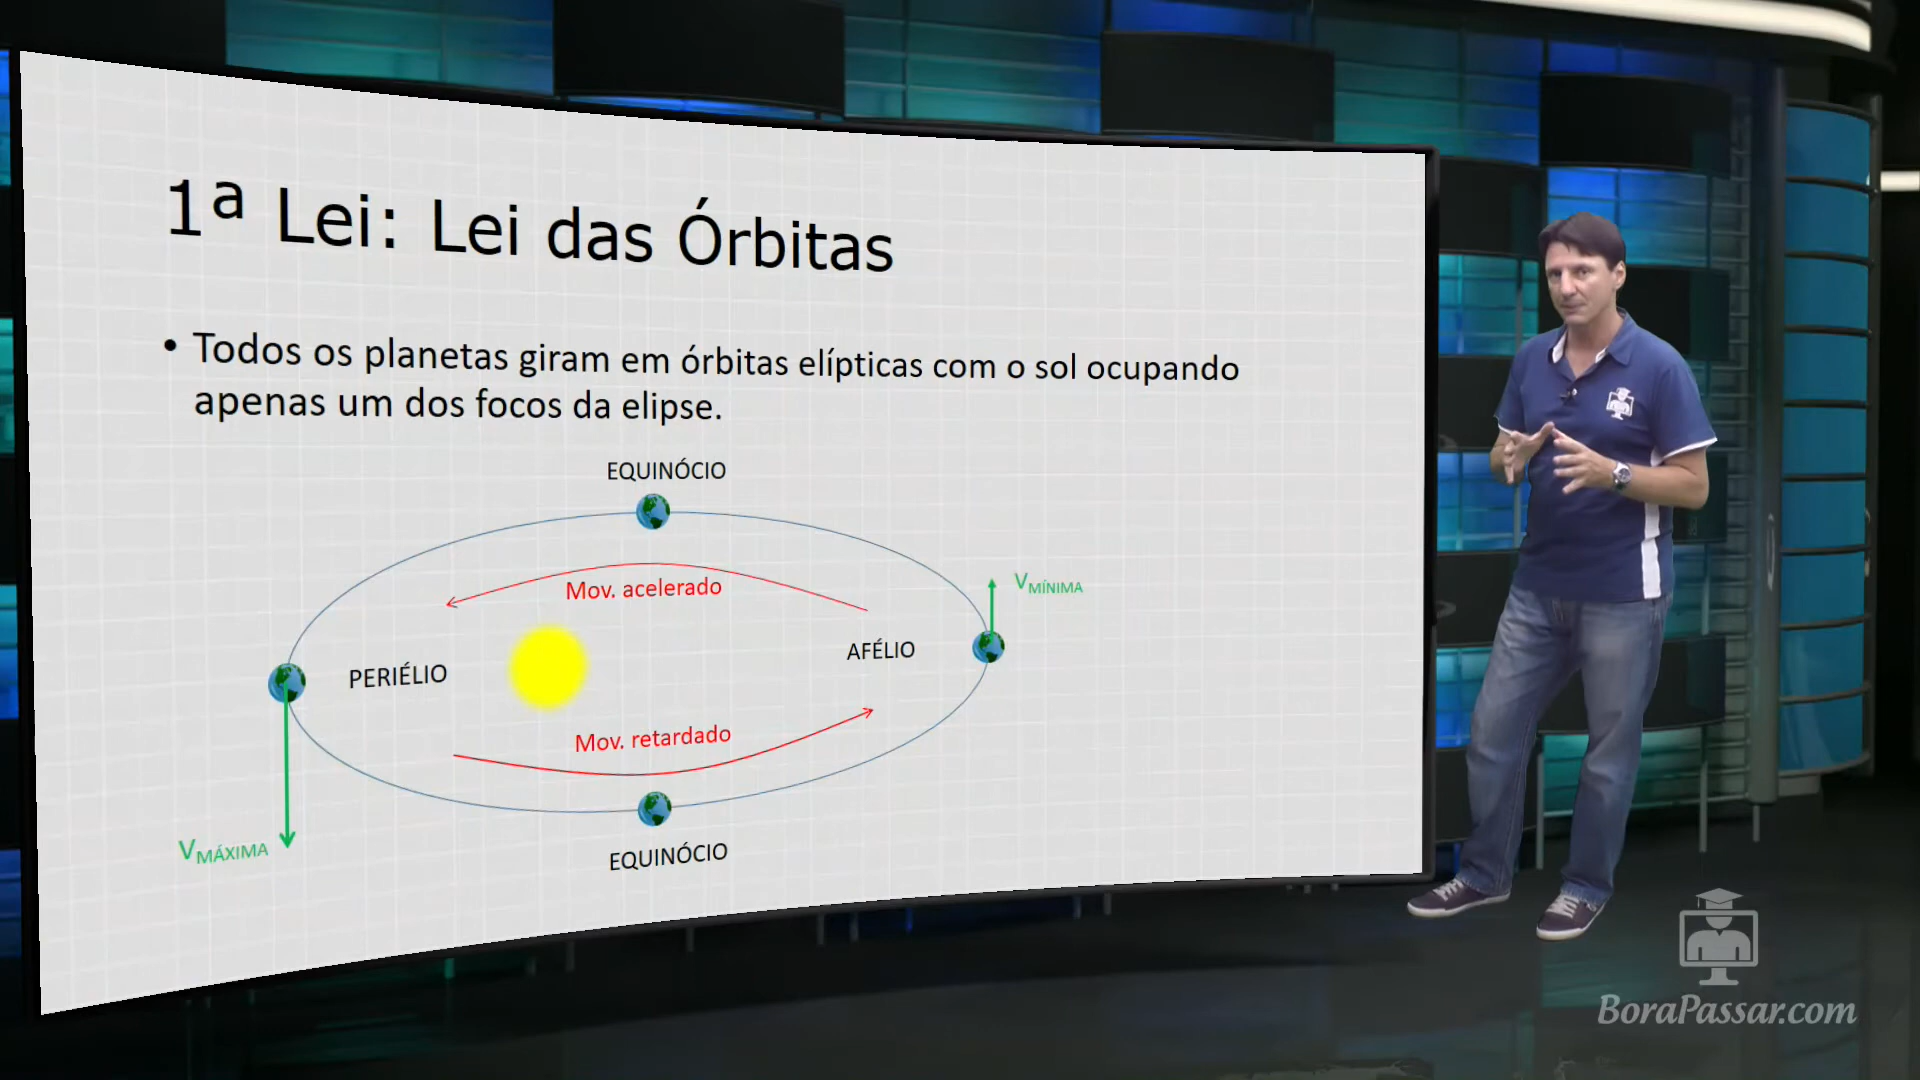 1ª Lei: Lei das Órbitas
• Todos os planetas giram em órbitas elípticas com o sol ocupando
apenas um dos focos da elipse.
EQUINÓCIO
Mov. acelerado
VMÍNIMA
AFÉLIO
PERIÉLIO
Mov. retardado
VMÁXIMA
EQUINÓCIO
BoraPassar.com